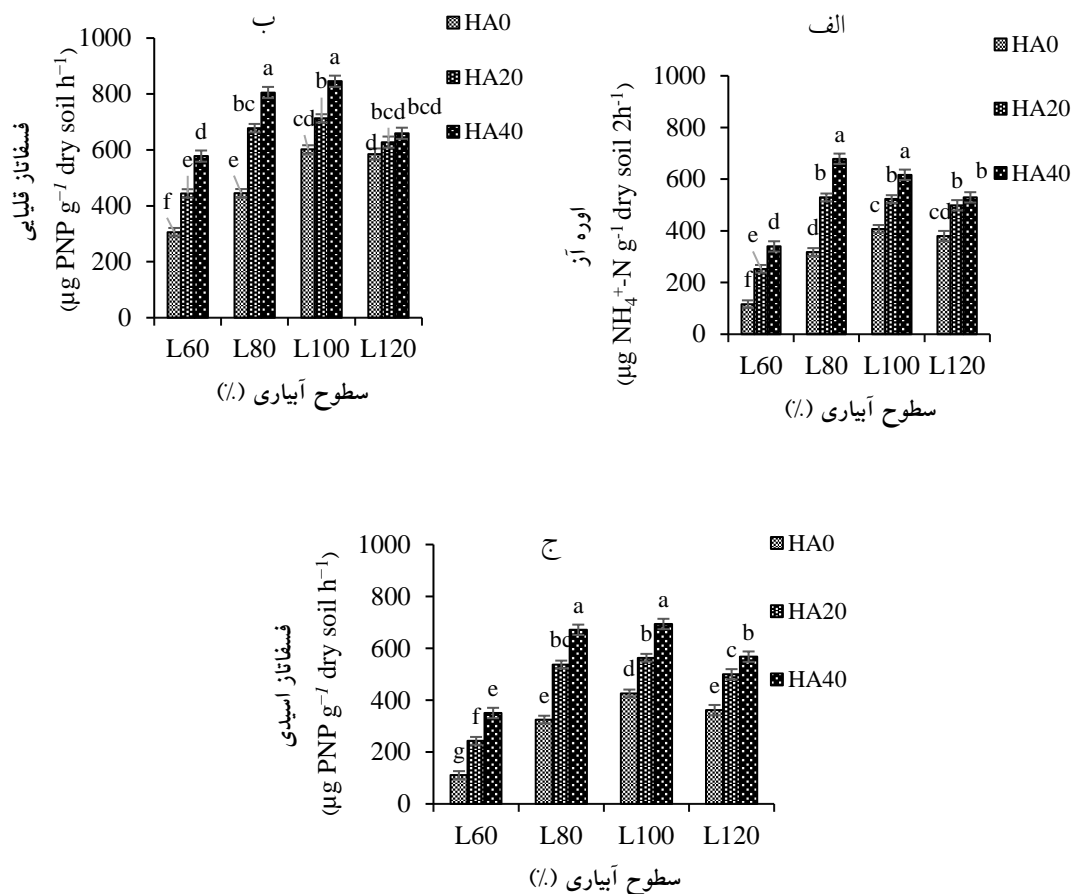 الف
HA0
HA20
HA40
1000
800
600
400
200
0
f
e
d
d
b
a
c
b
a
cd
b
b
L60
L80
L100
L120
سطوح آبیاری (٪)
اوره آز
(µg NH₄⁺-N g⁻¹ dry soil 2h⁻¹)
ب
HA0
HA20
HA40
1000
800
600
400
200
0
f
e
d
e
bc
a
cd
b
a
d
bcd
bcd
L60
L80
L100
L120
سطوح آبیاری (٪)
فسفاتاز قلیایی
(µg PNP g⁻¹ dry soil h⁻¹)
ج
HA0
HA20
HA40
1000
800
600
400
200
0
g
f
e
e
bc
a
d
b
a
e
c
b
L60
L80
L100
L120
سطوح آبیاری (٪)
فسفاتاز اسیدی
(µg PNP g⁻¹ dry soil h⁻¹)